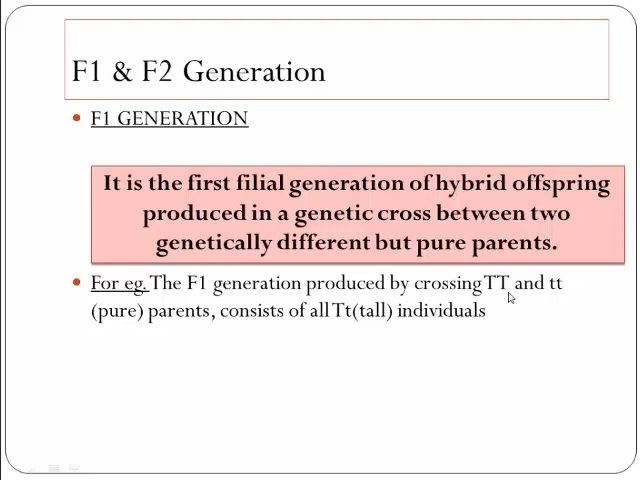 F1 & F2 Generation
F1 GENERATION
It is the first filial generation of hybrid offspring
produced in a genetic cross between two
genetically different but pure parents.
For eg. The F1 generation produced by crossing TT and tt
(pure) parents, consists of all Tt(tall) individuals